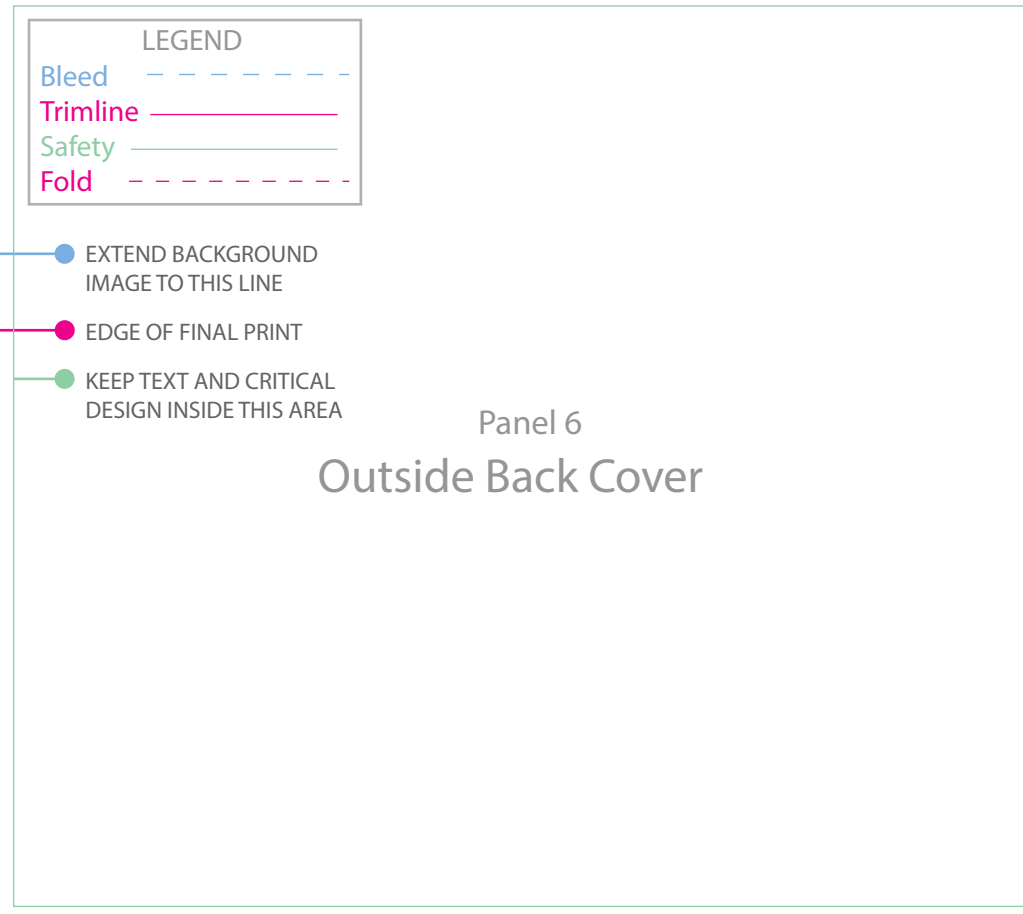 LEGEND
Bleed
Trimline
Safety
Fold
EXTEND BACKGROUND
IMAGE TO THIS LINE
EDGE OF FINAL PRINT
KEEP TEXT AND CRITICAL
DESIGN INSIDE THIS AREA
Panel 6
Outside Back Cover